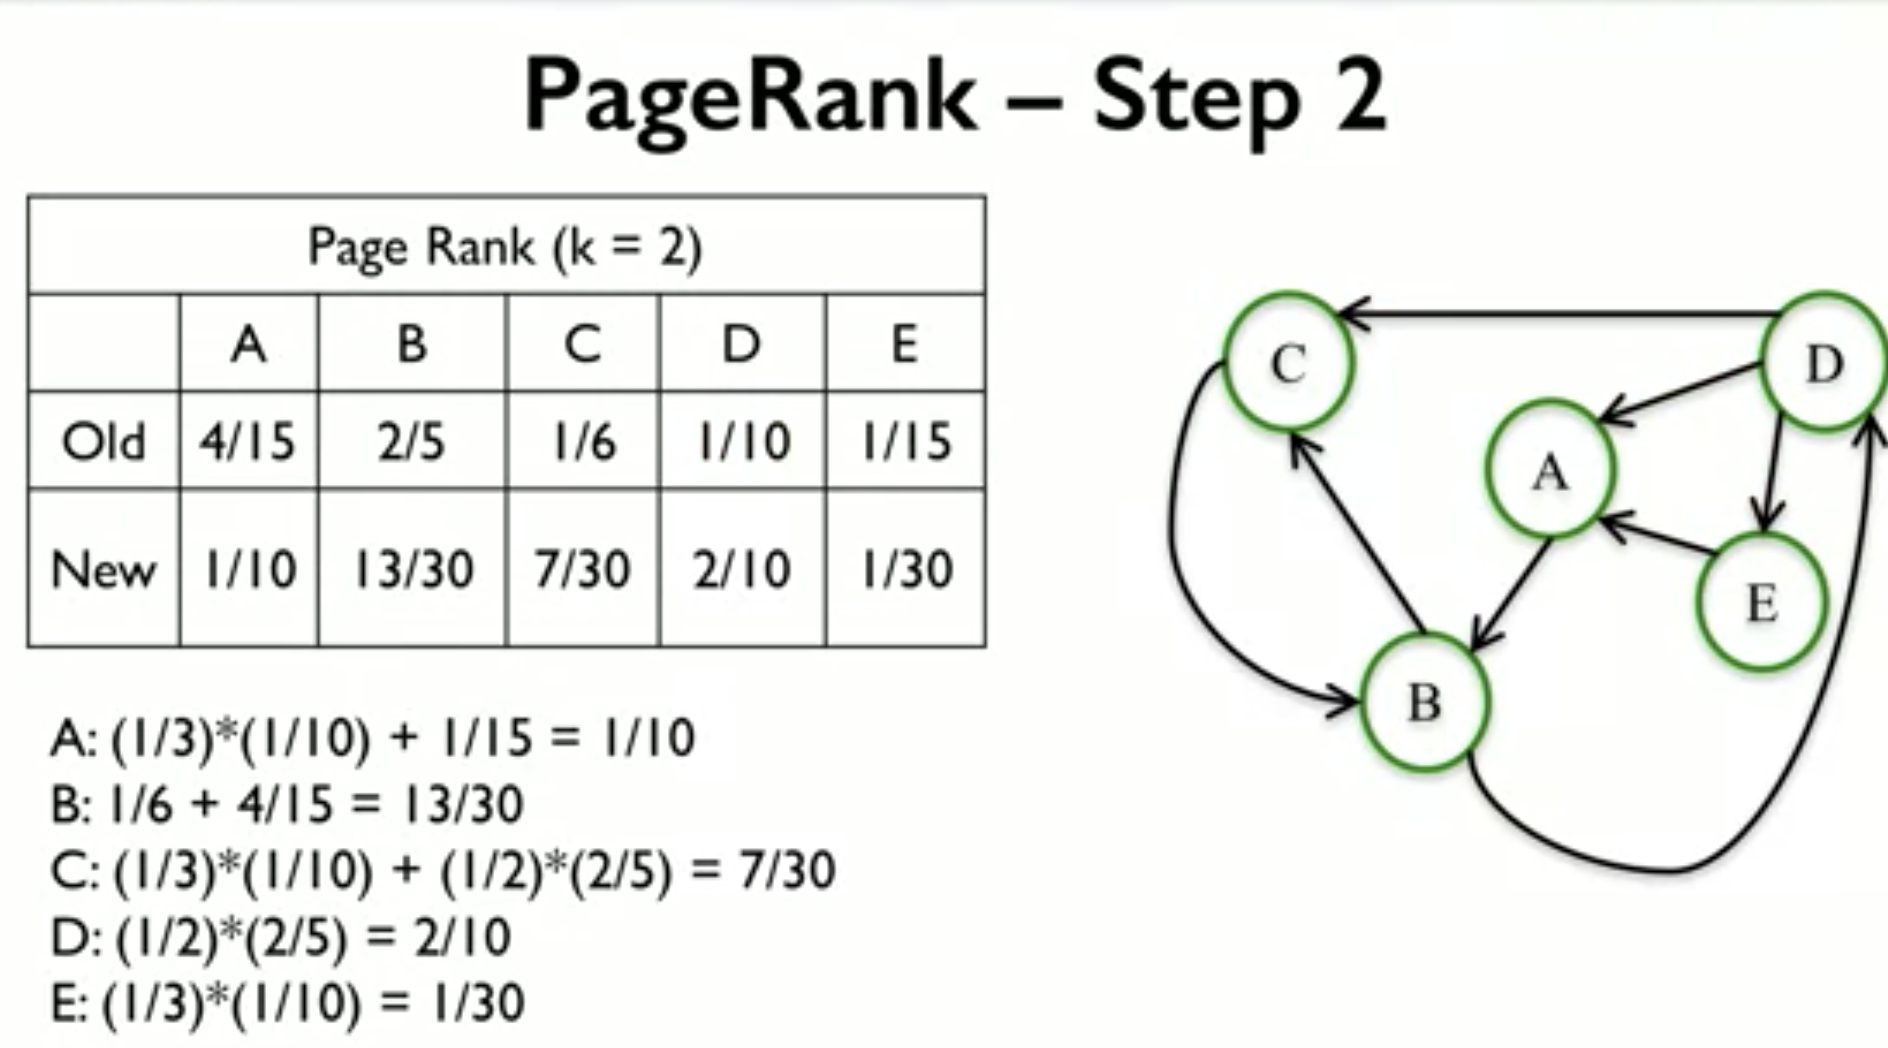 PageRank – Step 2
Page Rank (k = 2)
A B C D E
Old 4/15 2/5 1/6 1/10 1/15
New 1/10 13/30 7/30 2/10 1/30
A: (1/3)*(1/10) + 1/15 = 1/10
B: 1/6 + 4/15 = 13/30
C: (1/3)*(1/10) + (1/2)*(2/5) = 7/30
D: (1/2)*(2/5) = 2/10
E: (1/3)*(1/10) = 1/30
C
D
A
E
B